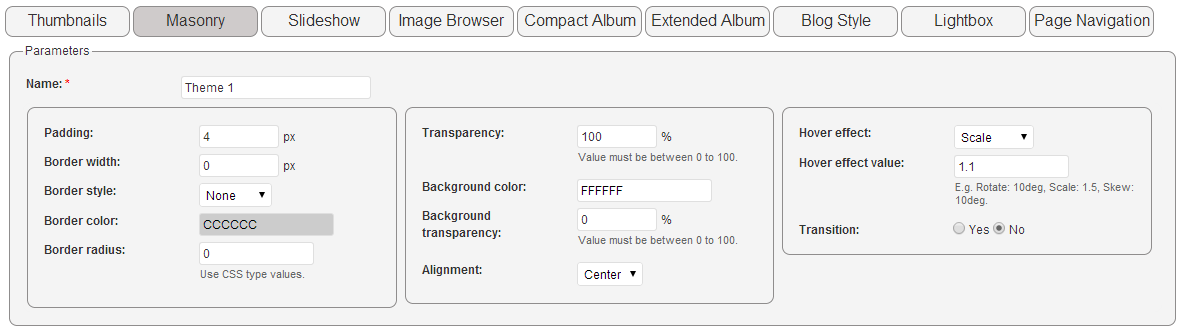 Thumbnails Masonry Slideshow Image Browser Compact Album Extended Album Blog Style Lightbox Page Navigation
Parameters
Name: * Theme 1
Padding: 4 px
Border width: 0 px
Border style: None
Border color: CCCCCC
Border radius: 0
Use CSS type values.
Transparency: 100 %
Value must be between 0 to 100.
Background color: FFFFFF
Background
transparency: 0 %
Value must be between 0 to 100.
Alignment: Center
Hover effect: Scale
Hover effect value: 1.1
E.g. Rotate: 10deg, Scale: 1.5, Skew:
10deg.
Transition: Yes No